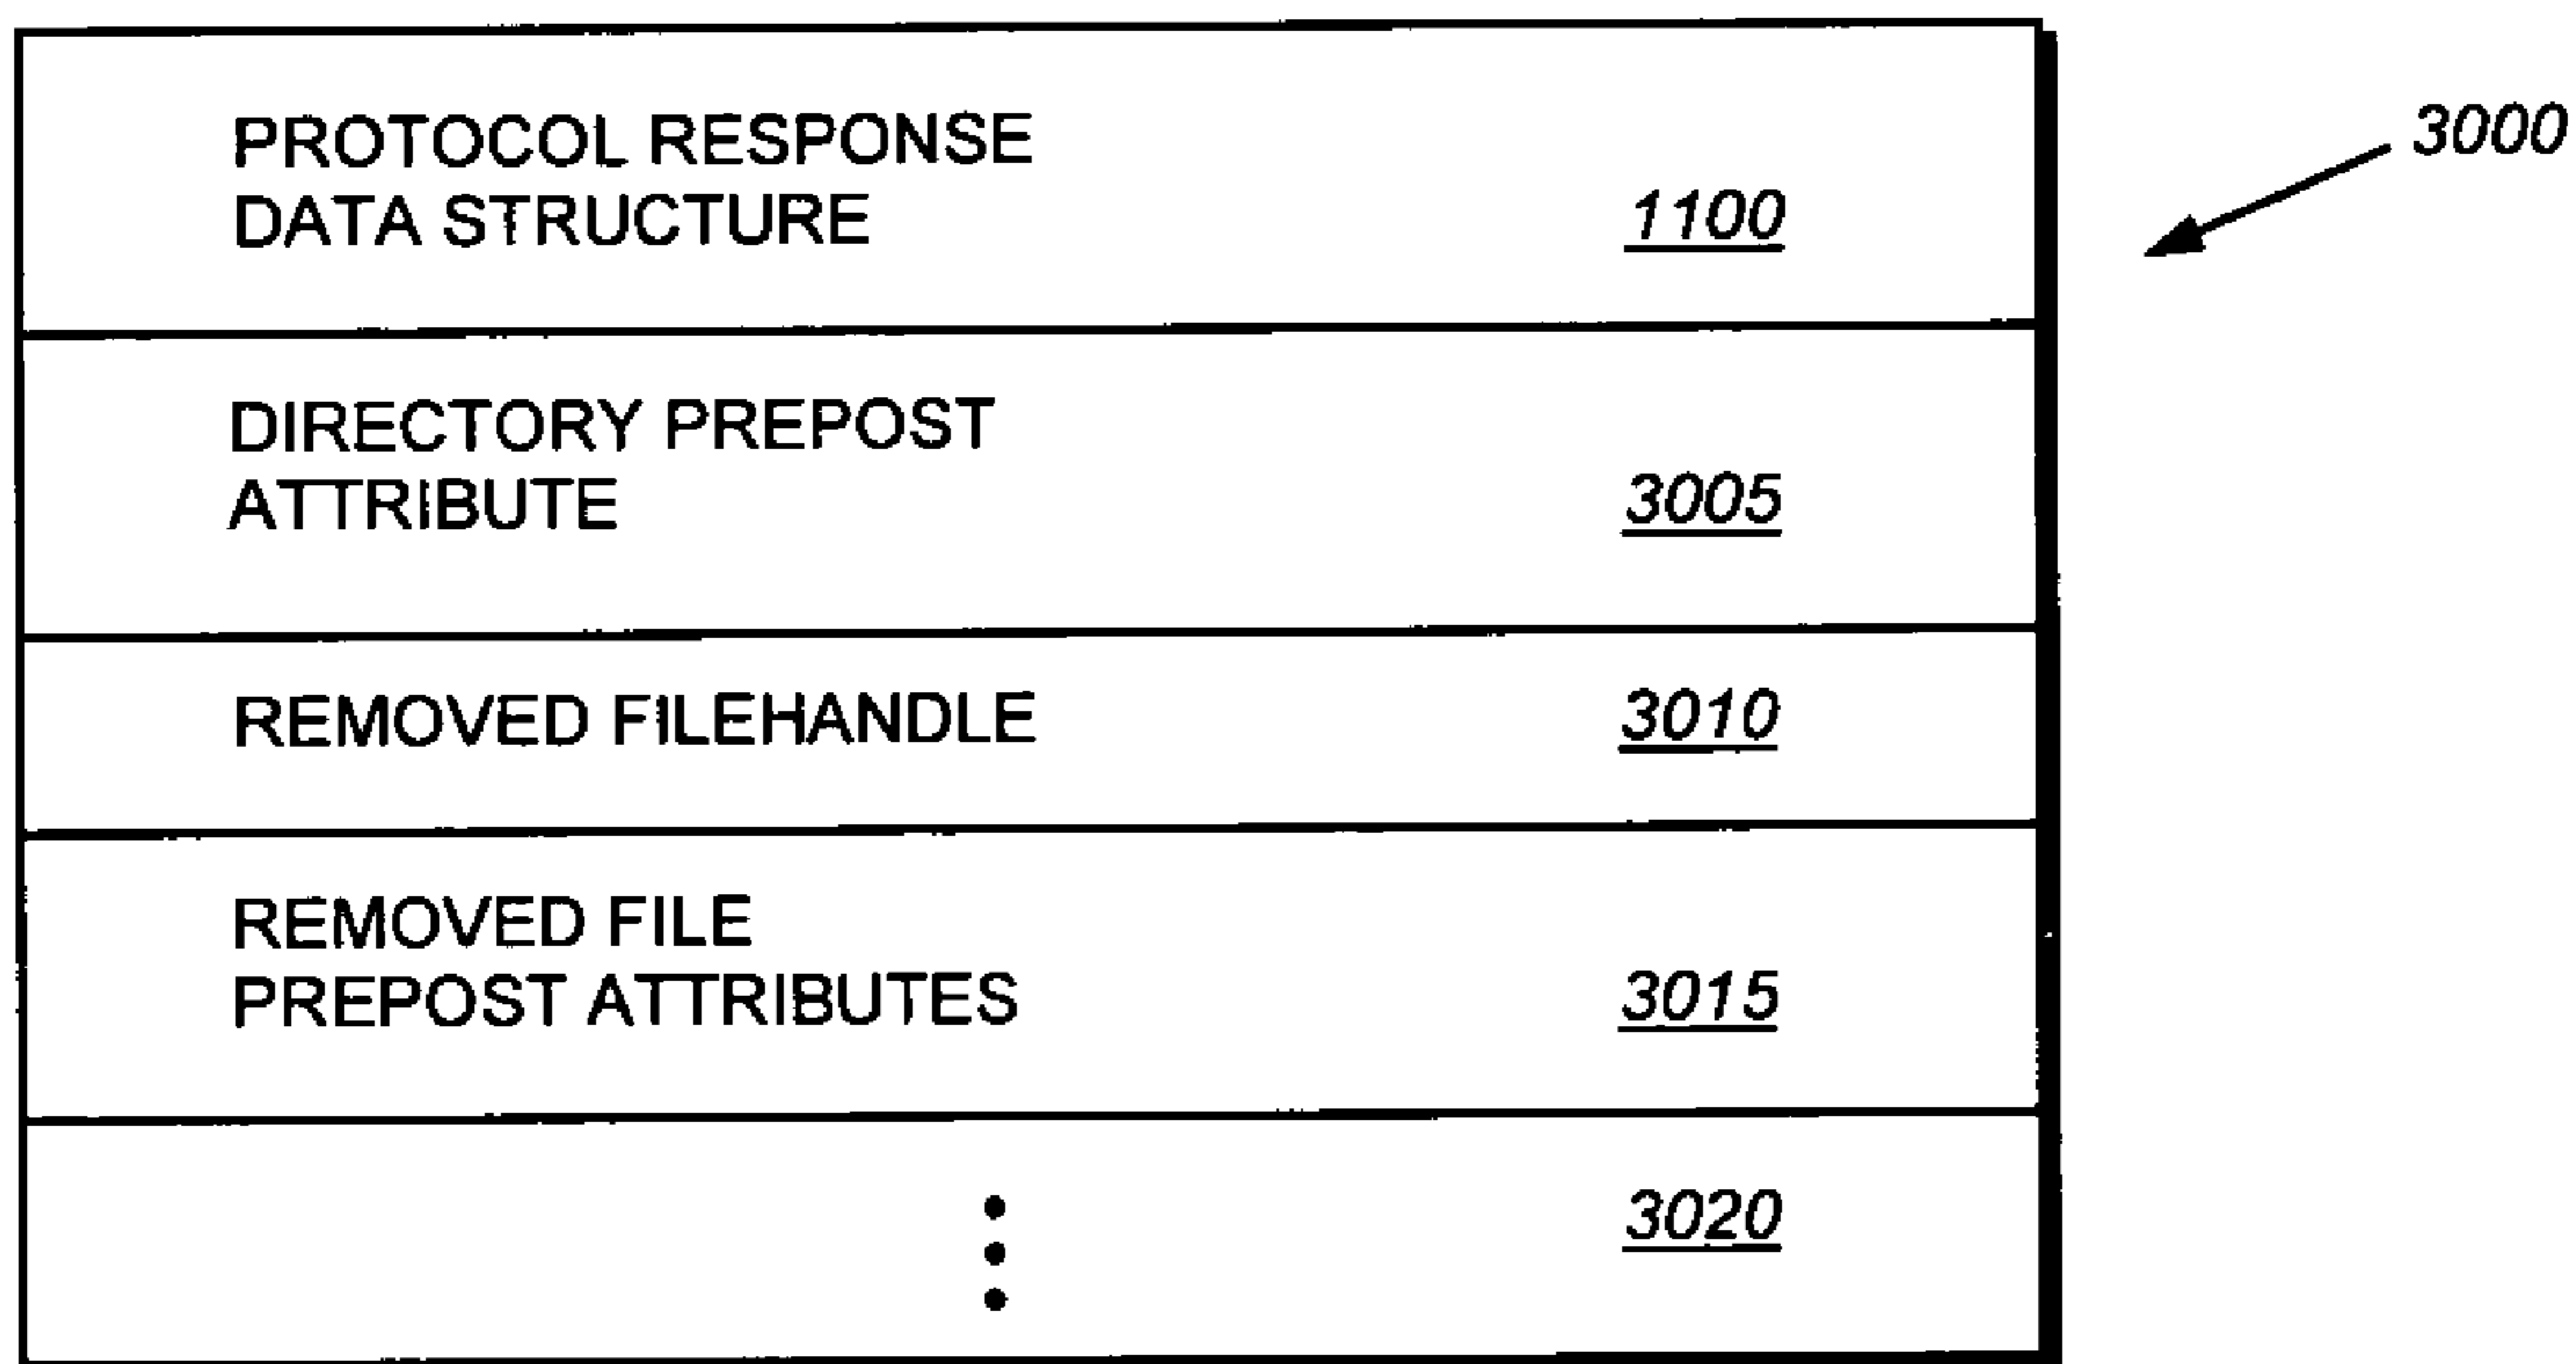 PROTOCOL RESPONSE
DATA STRUCTURE 1100
3000
DIRECTORY PREPOST
ATTRIBUTE 3005
REMOVED FILEHANDLE 3010
REMOVED FILE
PREPOST ATTRIBUTES 3015
3020